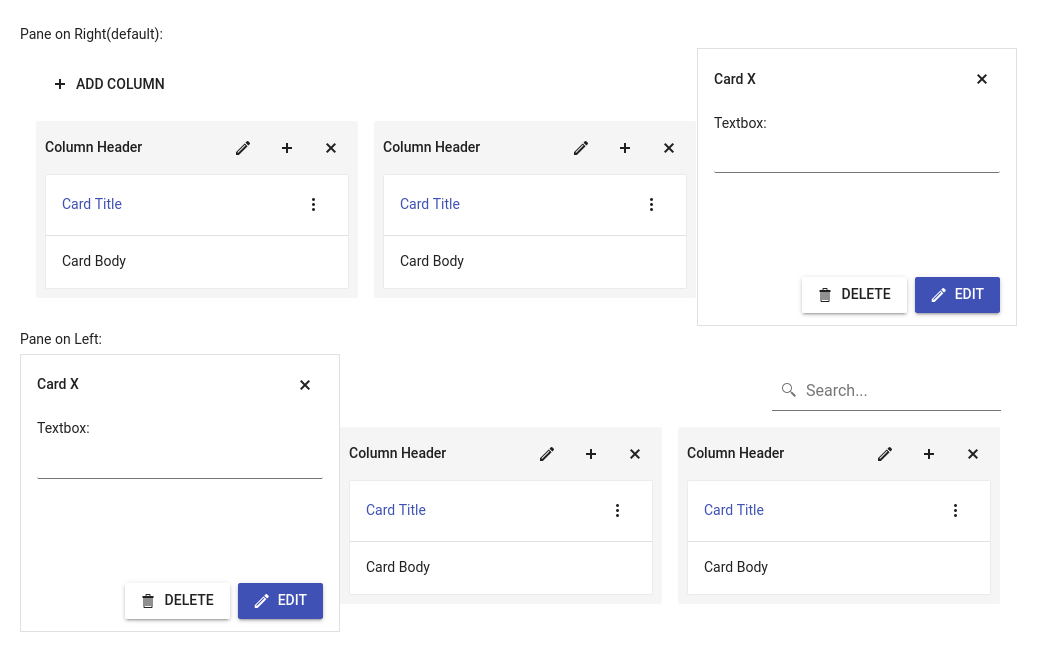 Pane on Right(default):
ADD COLUMN
Card X
Textbox:
Column Header
Column Header
Card Title
Card Title
Card Body
Card Body
DELETE
EDIT
Pane on Left:
Card X
Textbox:
Search...
Column Header
Column Header
Card Title
Card Title
Card Body
Card Body
DELETE
EDIT